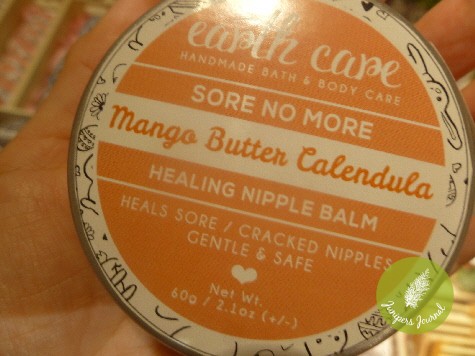 earth care
HANDMADE BATH & BODY CARE
SORE NO MORE
Mango Butter Calendula
HEALING NIPPLE BALM
HEALS SORE / CRACKED NIPPLES
GENTLE & SAFE
Net Wt.
60g / 2.1oz (+/-)
Junipers Journal